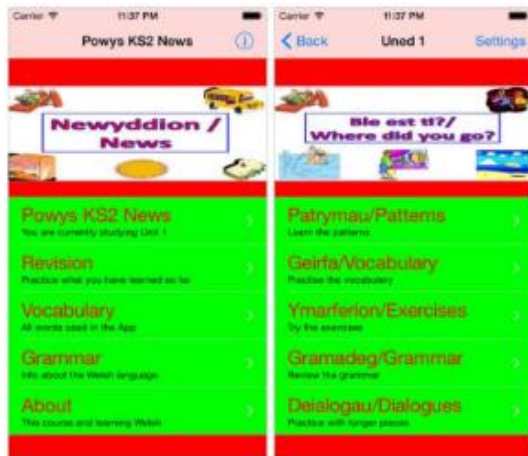 Carrier 11:37 PM
Powys KS2 News
Newyddion /
News
Powys KS2 News
You are currently studying Unit 1
Revision
Practice what you have learned so far
Vocabulary
All words used in the App
Grammar
Info about the Welsh language
About
This course and learning Welsh
Carrier 11:37 PM
Back Uned 1 Settings
Ble est ti?/
Where did you go?
Patrymau/Patterns
Learn the patterns
Geirfa/Vocabulary
Practise the vocabulary
Ymarferion/Exercises
Try the exercises
Gramadeg/Grammar
Review the grammar
Deialogau/Dialogues
Practice with longer pieces